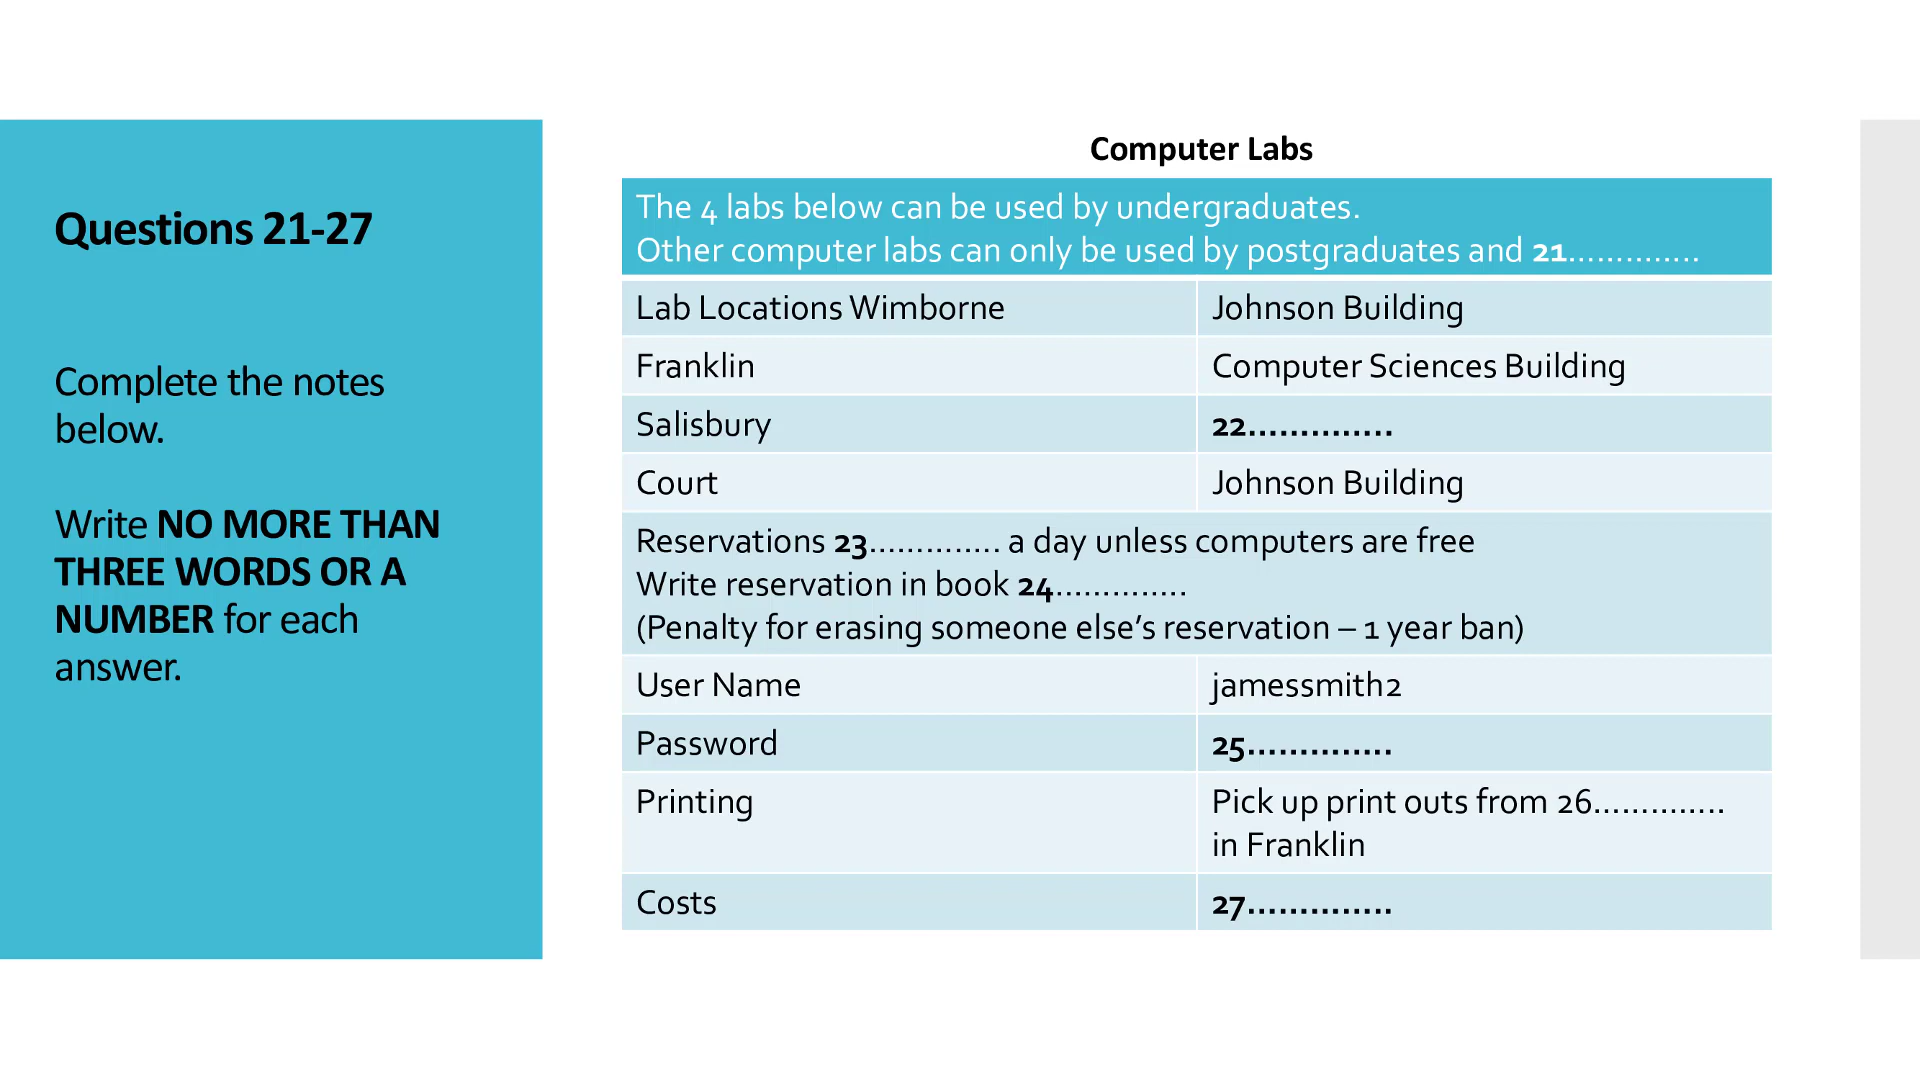 Questions 21-27
Complete the notes
below.
Write NO MORE THAN
THREE WORDS OR A
NUMBER for each
answer.
Computer Labs
The 4 labs below can be used by undergraduates.
Other computer labs can only be used by postgraduates and 21..............
Lab Locations Wimborne
Johnson Building
Franklin
Computer Sciences Building
Salisbury
22..............
Court
Johnson Building
Reservations 23.............. a day unless computers are free
Write reservation in book 24..............
(Penalty for erasing someone else’s reservation – 1 year ban)
User Name
jamessmith2
Password
25..............
Printing
Pick up print outs from 26..............
in Franklin
Costs
27..............